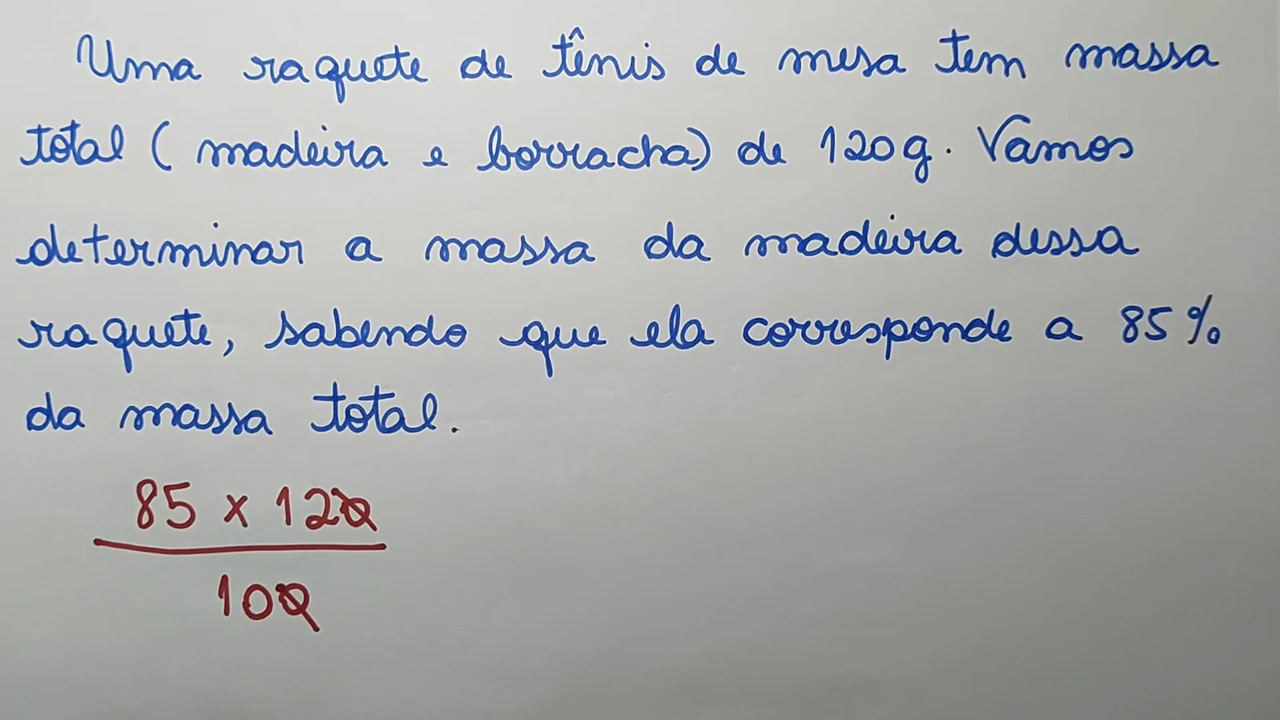 Uma raquete de tênis de mesa tem massa
total (madeira e borracha) de 120g. Vamos
determinar a massa da madeira dessa
raquete, sabendo que ela corresponde a 85%
da massa total.
85 x 120
100